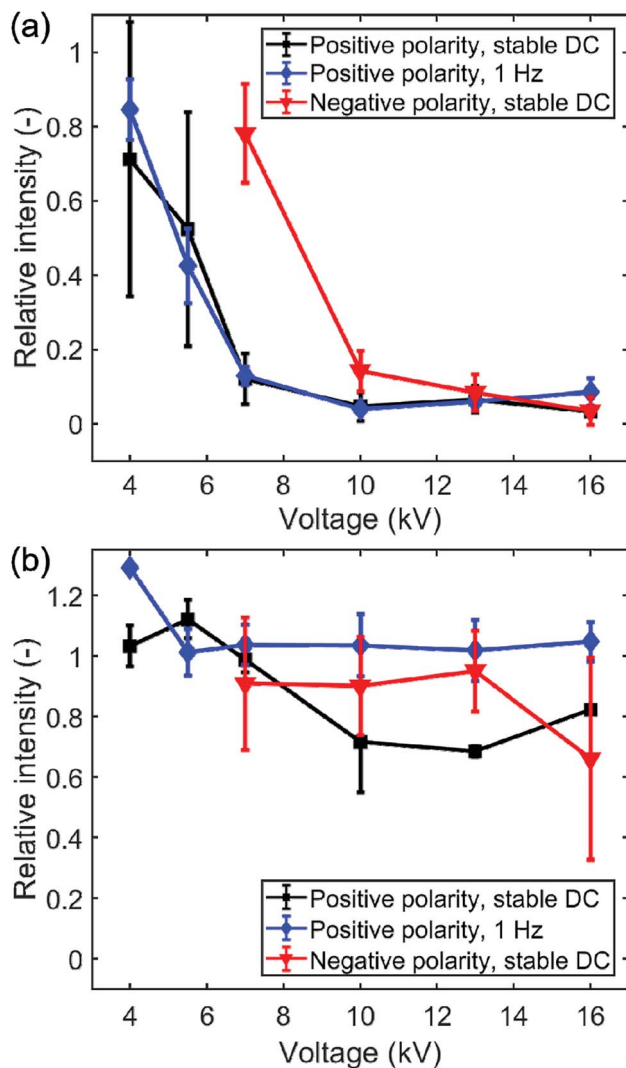 (a)
Positive polarity, stable DC
Positive polarity, 1 Hz
Negative polarity, stable DC
Relative intensity (-)
1
0.8
0.6
0.4
0.2
0
4 6 8 10 12 14 16
Voltage (kV)
(b)
Relative intensity (-)
1.2
1
0.8
0.6
0.4
0.2
0
Positive polarity, stable DC
Positive polarity, 1 Hz
Negative polarity, stable DC
4 6 8 10 12 14 16
Voltage (kV)